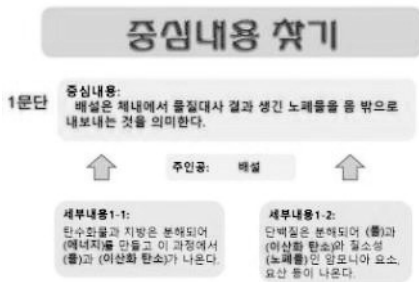 중심내용 찾기
1문단
중심내용:
배설은 체내에서 물질대사 결과 생긴 노폐물을 몸 밖으로
내보내는 것을 의미한다.
주인공: 배설
세부내용1-1:
탄수화물과 지방은 분해되어
(에너지)를 만들고 이 과정에서
(물)과 (이산화 탄소)가 나온다.
세부내용1-2:
단백질은 분해되어 (물)과
(이산화 탄소)와 질소성
(노폐물)인 암모니아 요소,
요산 등이 나온다.